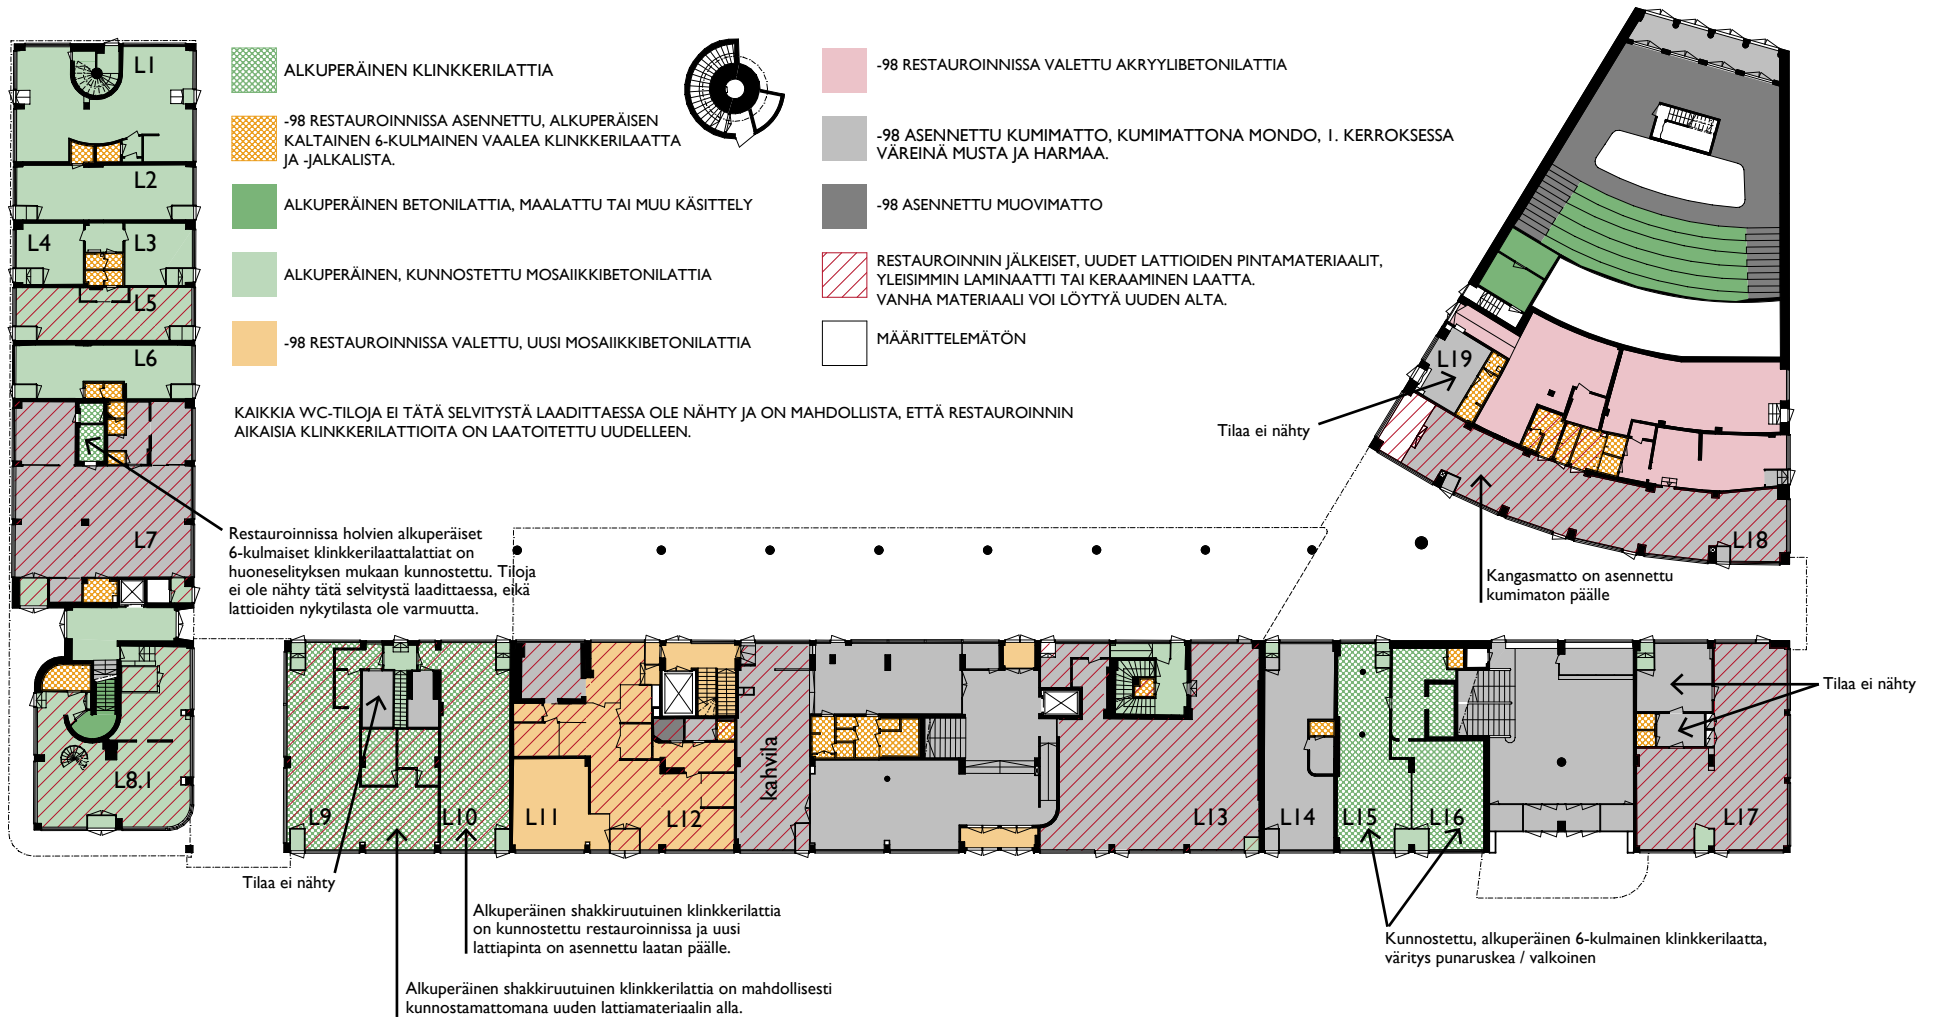 ALKUPERÄINEN KLINKKERILATTIA
-98 RESTAUROINNISSA ASENNETTU, ALKUPERÄISEN
KALTAINEN 6-KULMAINEN VAALEA KLINKKERILAATTA
JA -JALKALISTA.
ALKUPERÄINEN BETONILATTIA, MAALATTU TAI MUU KÄSITTELY
ALKUPERÄINEN, KUNNOSTETTU MOSAIIKKIBETONILATTIA
-98 RESTAUROINNISSA VALETTU, UUSI MOSAIIKKIBETONILATTIA
-98 RESTAUROINNISSA VALETTU AKRYYLIBETONILATTIA
-98 ASENNETTU KUMIMATTO, KUMIMATTONA MONDO, 1. KERROKSESSA
VÄREINÄ MUSTA JA HARMAA.
-98 ASENNETTU MUOVIMATTO
RESTAUROINNIN JÄLKEISET, UUDET LATTIOIDEN PINTAMATERIAALIT,
YLEISIMMIN LAMINAATTI TAI KERAAMINEN LAATTA.
VANHA MATERIAALI VOI LÖYTYÄ UUDEN ALTA.
MÄÄRITTELEMÄTÖN
KAIKKIA WC-TILOJA EI TÄTÄ SELVITYSTÄ LAADITTAESSA OLE NÄHTY JA ON MAHDOLLISTA, ETTÄ RESTAUROINNIN
AIKAISIA KLINKKERILATTIOITA ON LAATOITETTU UUDELLEEN.
L1
L2
L4
L3
L5
L6
L7
L8.1
Restauroinnissa holvien alkuperäiset
6-kulmaiset klinkkerilaattalattiat on
huoneselityksen mukaan kunnostettu. Tiloja
ei ole nähty tätä selvitystä laadittaessa, eikä
lattioiden nykytilasta ole varmuutta.
L19
Tilaa ei nähty
L18
Kangasmatto on asennettu
kumimaton päälle
L9
L10
L11
L12
kahvila
L13
L14
L15
L16
L17
Tilaa ei nähty
Tilaa ei nähty
Alkuperäinen shakkiruutuinen klinkkerilattia
on kunnostettu restauroinnissa ja uusi
lattiapinta on asennettu laatan päälle.
Kunnostettu, alkuperäinen 6-kulmainen klinkkerilaatta,
väritys punaruskea / valkoinen
Alkuperäinen shakkiruutuinen klinkkerilattia on mahdollisesti
kunnostamattomana uuden lattiamateriaalin alla.